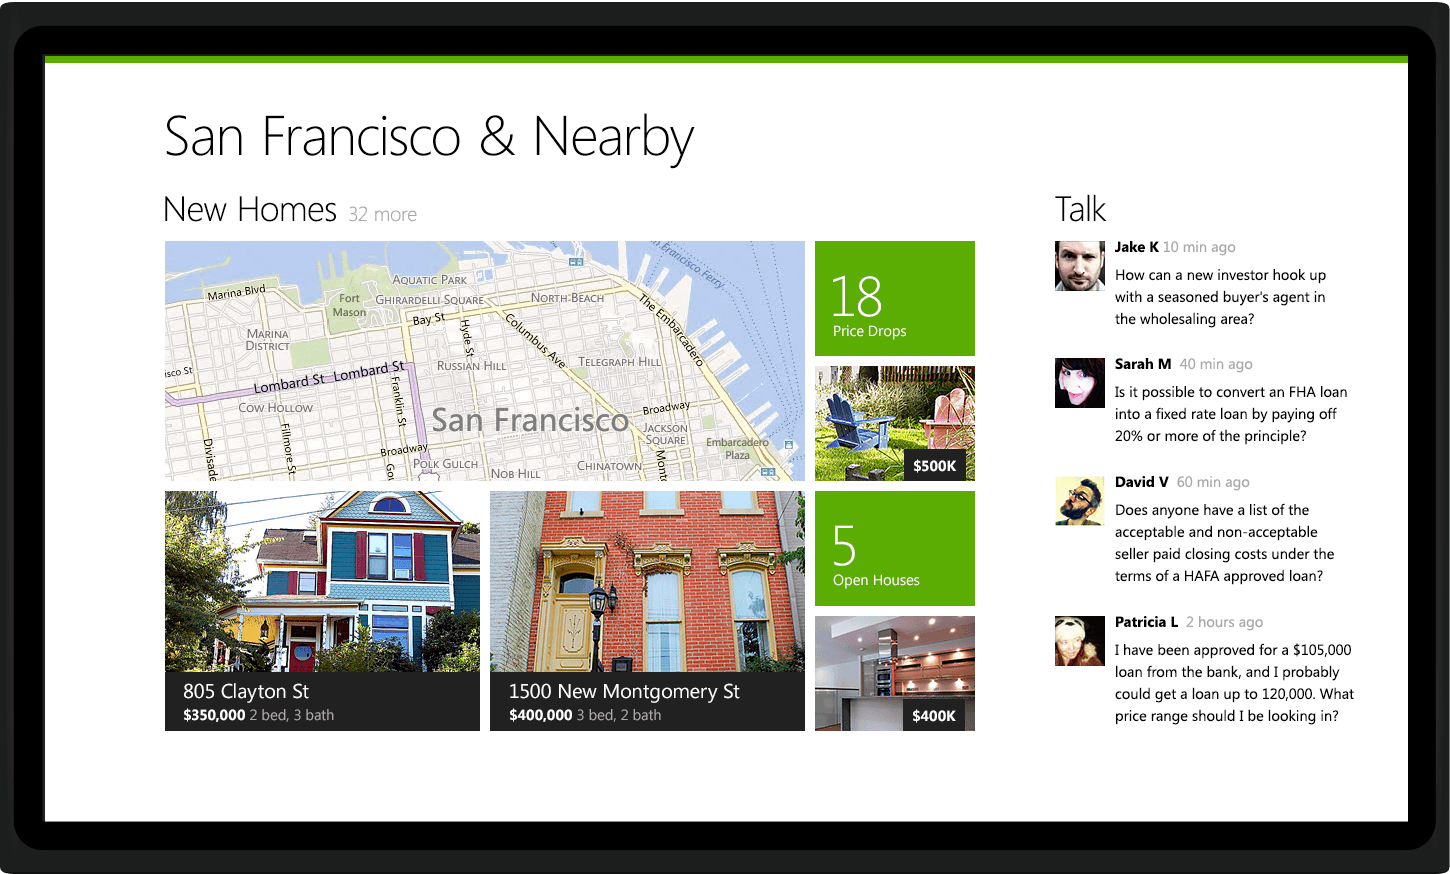 San Francisco & Nearby
New Homes 32 more
San Francisco Ferry
AQUATIC PARK
Marina Blvd
Fort
Mason
GHIRARDELLI SQUARE
NORTH BEACH
Bay St
Hyde St
Columbus Ave
The Embarcadero
MARINA
DISTRICT
RUSSIAN HILL
TELEGRAPH HILL
Lombard St
Lombard St
Franklin St
COW HOLLOW
San Francisco
Broadway
JACKSON
SQUARE
Fillmore St
Broadway
Embarcadero
Plaza
POLK GULCH
NOB HILL
CHINATOWN
18
Price Drops
$500K
805 Clayton St
$350,000 2 bed, 3 bath
1500 New Montgomery St
$400,000 3 bed, 2 bath
5
Open Houses
$400K
Talk
Jake K 10 min ago
How can a new investor hook up
with a seasoned buyer's agent in
the wholesaling area?
Sarah M 40 min ago
Is it possible to convert an FHA loan
into a fixed rate loan by paying off
20% or more of the principle?
David V 60 min ago
Does anyone have a list of the
acceptable and non-acceptable
seller paid closing costs under the
terms of a HAFA approved loan?
Patricia L 2 hours ago
I have been approved for a $105,000
loan from the bank, and I probably
could get a loan up to 120,000. What
price range should I be looking in?